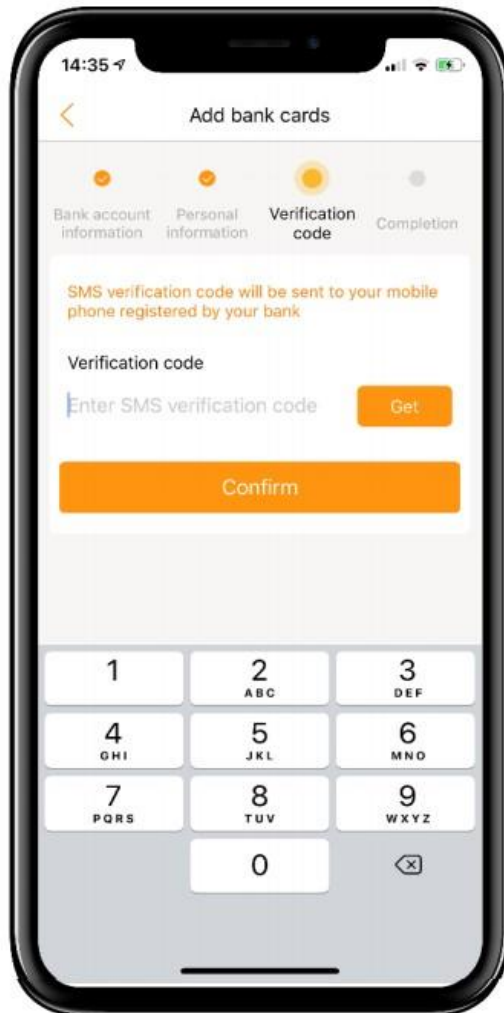 14:35
Add bank cards
Bank account information
Personal information
Verification code
Completion
SMS verification code will be sent to your mobile
phone registered by your bank
Verification code
Enter SMS verification code
Get
Confirm
1
2
ABC
3
DEF
4
GHI
5
JKL
6
MNO
7
PQRS
8
TUV
9
WXYZ
0